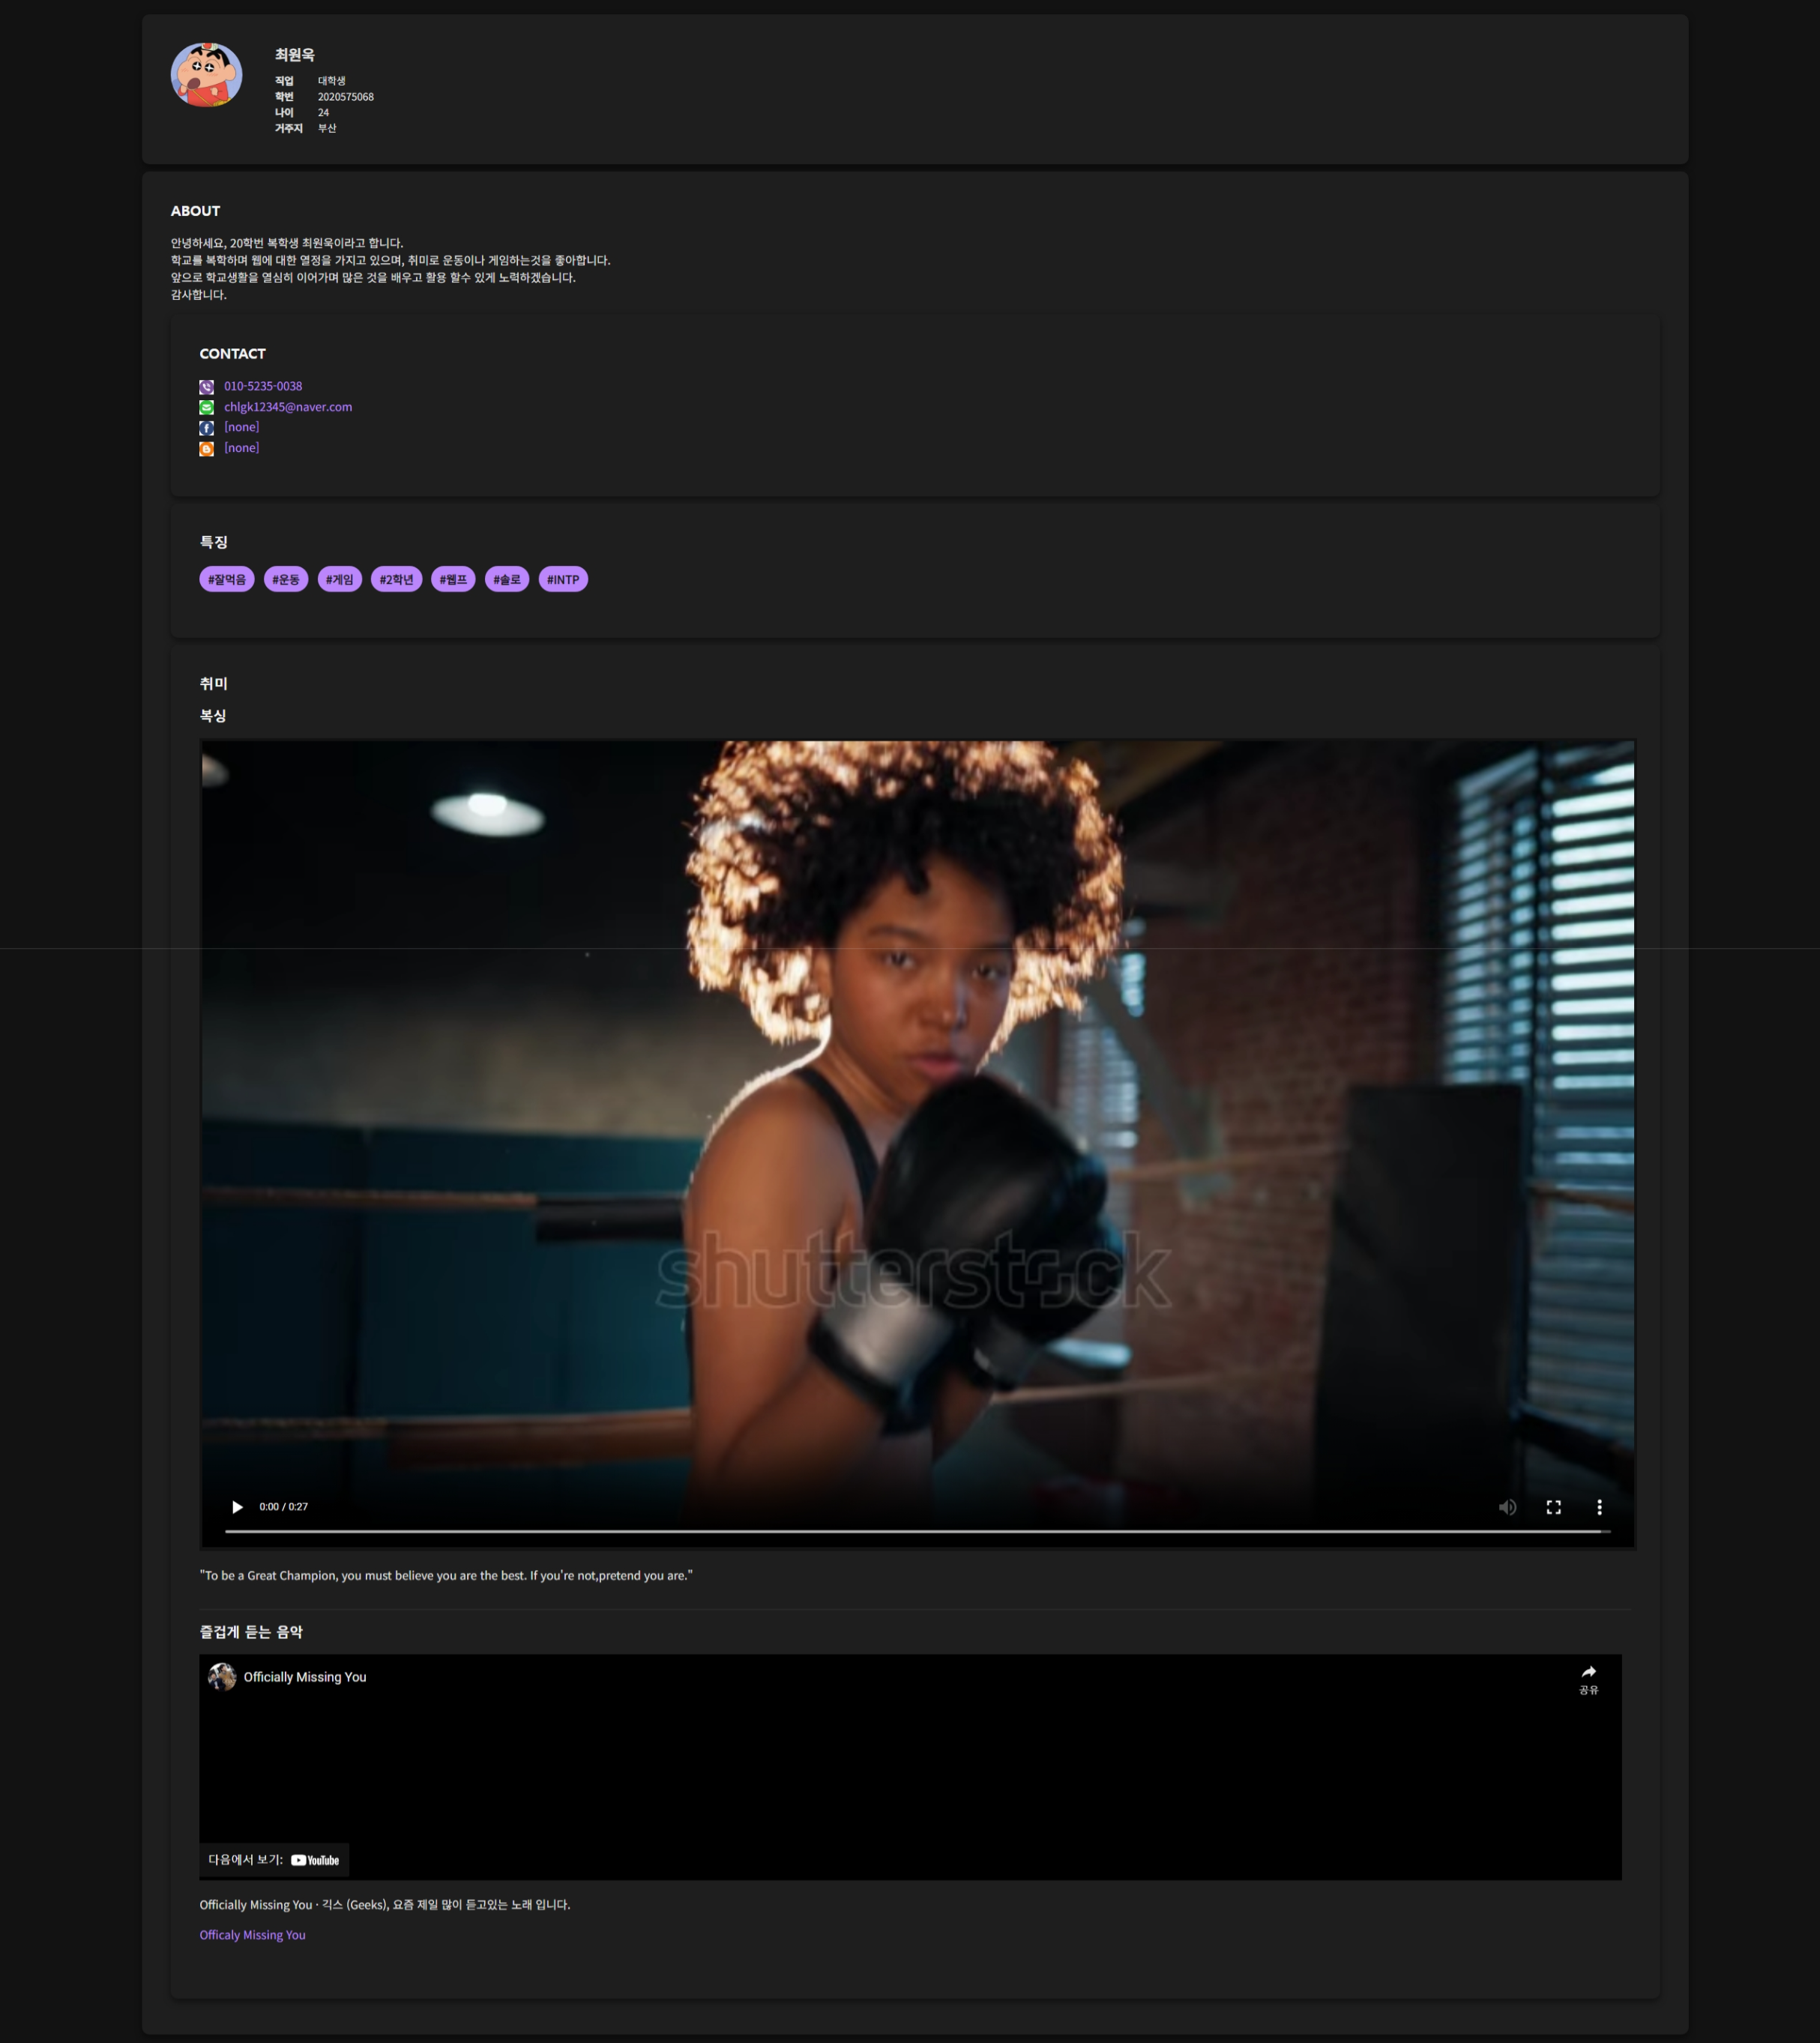 최원욱
직업 대학생
학번 2020575068
나이 24
거주지 부산
ABOUT
안녕하세요, 20학번 복학생 최원욱이라고 합니다.
학교를 복학하며 웹에 대한 열정을 가지고 있으며, 취미로 운동이나 게임하는것을 좋아합니다.
앞으로 학교생활을 열심히 이어가며 많은 것을 배우고 활용 할수 있게 노력하겠습니다.
감사합니다.
CONTACT
010-5235-0038
chlgk12345@naver.com
[none]
[none]
특징
#잘먹음 #운동 #게임 #2학년 #웹프 #솔로 #INTP
취미
복싱
shutterstock
0:00 / 0:27
"To be a Great Champion, you must believe you are the best. If you're not,pretend you are."
즐겁게 듣는 음악
Officially Missing You
공유
다음에서 보기: YouTube
Officially Missing You · 긱스 (Geeks), 요즘 제일 많이 듣고있는 노래 입니다.
Officaly Missing You